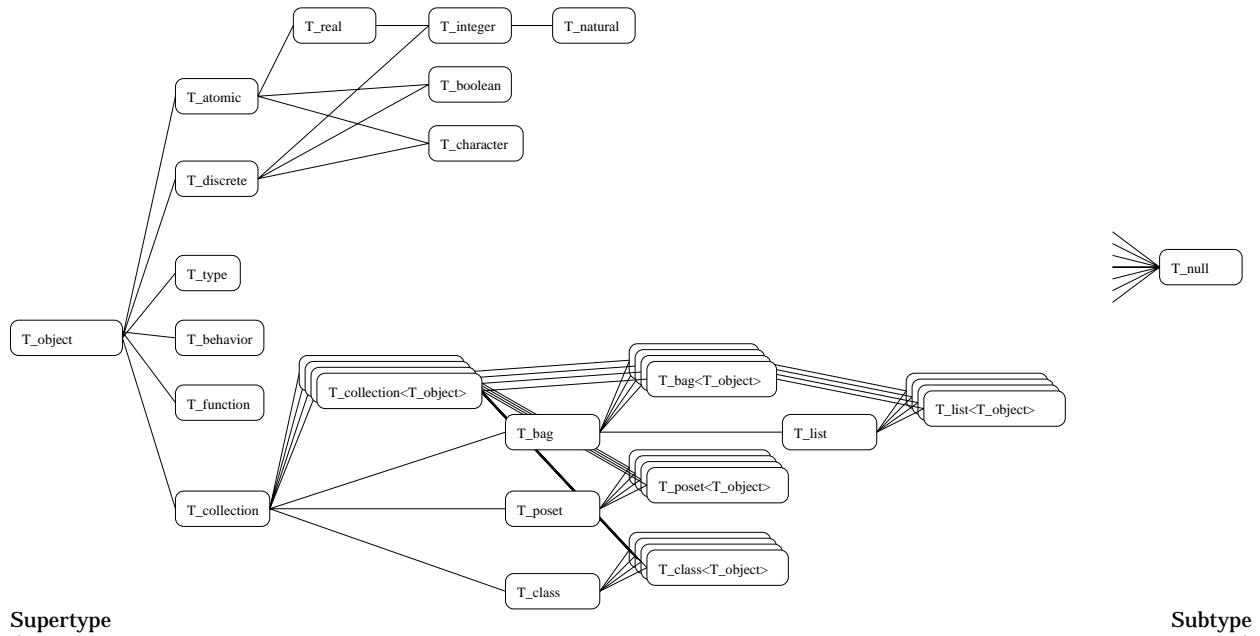 T_real T_integer T_natural
T_atomic T_boolean
T_character
T_discrete
T_type T_null
T_object T_behavior
T_collection<T_object> T_bag<T_object>
T_function T_list<T_object>
T_bag T_list
T_poset<T_object>
T_collection T_poset
T_class<T_object>
T_class
Supertype Subtype